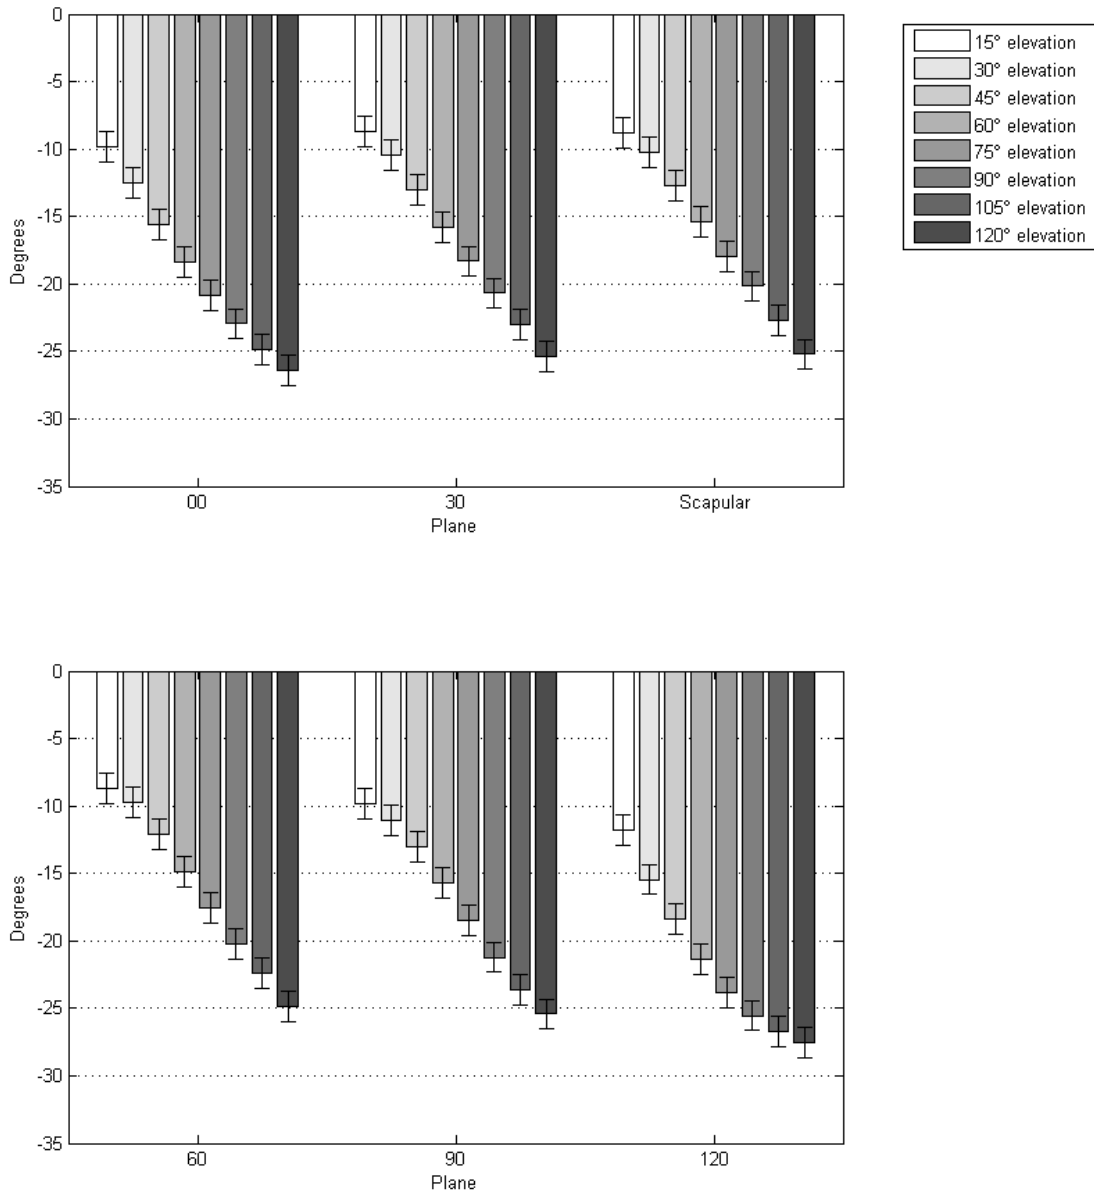 0
-5
-10
-15
-20
-25
-30
-35
Degrees
00 30 Scapular
Plane
15° elevation
30° elevation
45° elevation
60° elevation
75° elevation
90° elevation
105° elevation
120° elevation
0
-5
-10
-15
-20
-25
-30
-35
Degrees
60 90 120
Plane